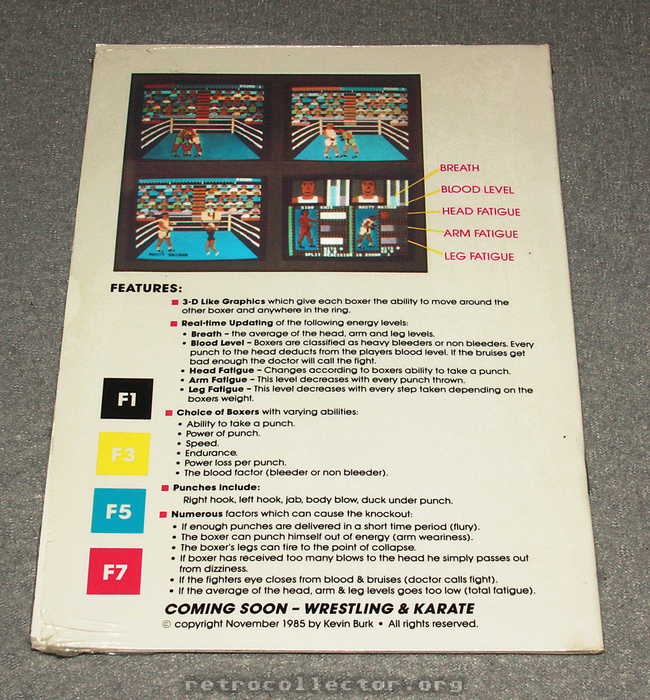 BREATH
BLOOD LEVEL
HEAD FATIGUE
ARM FATIGUE
LEG FATIGUE
NASTY NATHAN
KING NASTY NATHAN
SPLIT DECISION IN ROUND
FEATURES:
3-D Like Graphics which give each boxer the ability to move around the
other boxer and anywhere in the ring.
Real-time Updating of the following energy levels:
• Breath – the average of the head, arm and leg levels.
• Blood Level – Boxers are classified as heavy bleeders or non bleeders. Every
punch to the head deducts from the players blood level. If the bruises get
bad enough the doctor will call the fight.
• Head Fatigue – Changes according to boxers ability to take a punch.
• Arm Fatigue – This level decreases with every punch thrown.
• Leg Fatigue – This level decreases with every step taken depending on the
boxers weight.
F1
Choice of Boxers with varying abilities:
• Ability to take a punch.
• Power of punch.
• Speed.
• Endurance.
• Power loss per punch.
• The blood factor (bleeder or non bleeder).
F3
Punches include:
Right hook, left hook, jab, body blow, duck under punch.
F5
Numerous factors which can cause the knockout:
• If enough punches are delivered in a short time period (flury).
• The boxer can punch himself out of energy (arm weariness).
• The boxer's legs can tire to the point of collapse.
• If boxer has received too many blows to the head he simply passes out
from dizziness.
• If the fighters eye closes from blood & bruises (doctor calls fight).
• If the average of the head, arm & leg levels goes too low (total fatigue).
F7
COMING SOON – WRESTLING & KARATE
© copyright November 1985 by Kevin Burk • All rights reserved.
retrocollector.org